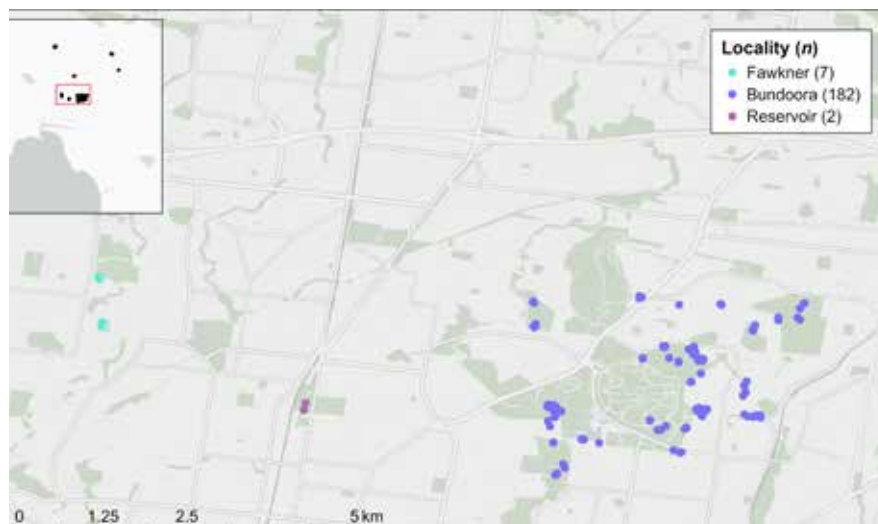 Locality (n)
Fawkner (7)
Bundoora (182)
Reservoir (2)
0 1.25 2.5 5 km